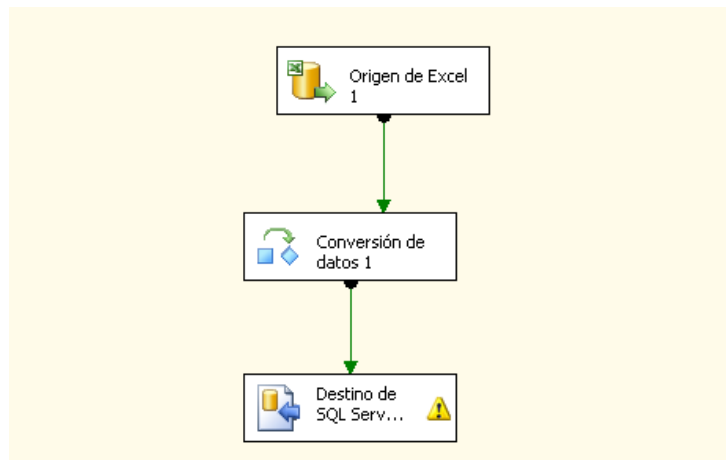 Origen de Excel
1
Conversión de
datos 1
Destino de
SQL Serv...